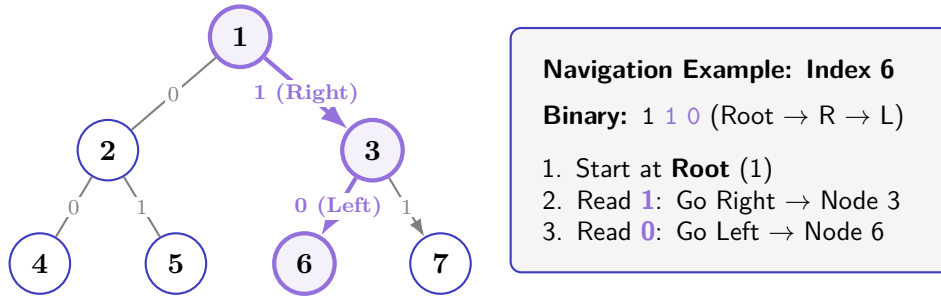 1
0
1 (Right)
2
3
0
1
0 (Left)
1
4
5
6
7
Navigation Example: Index 6
Binary: 1 1 0 (Root → R → L)
1. Start at Root (1)
2. Read 1: Go Right → Node 3
3. Read 0: Go Left → Node 6